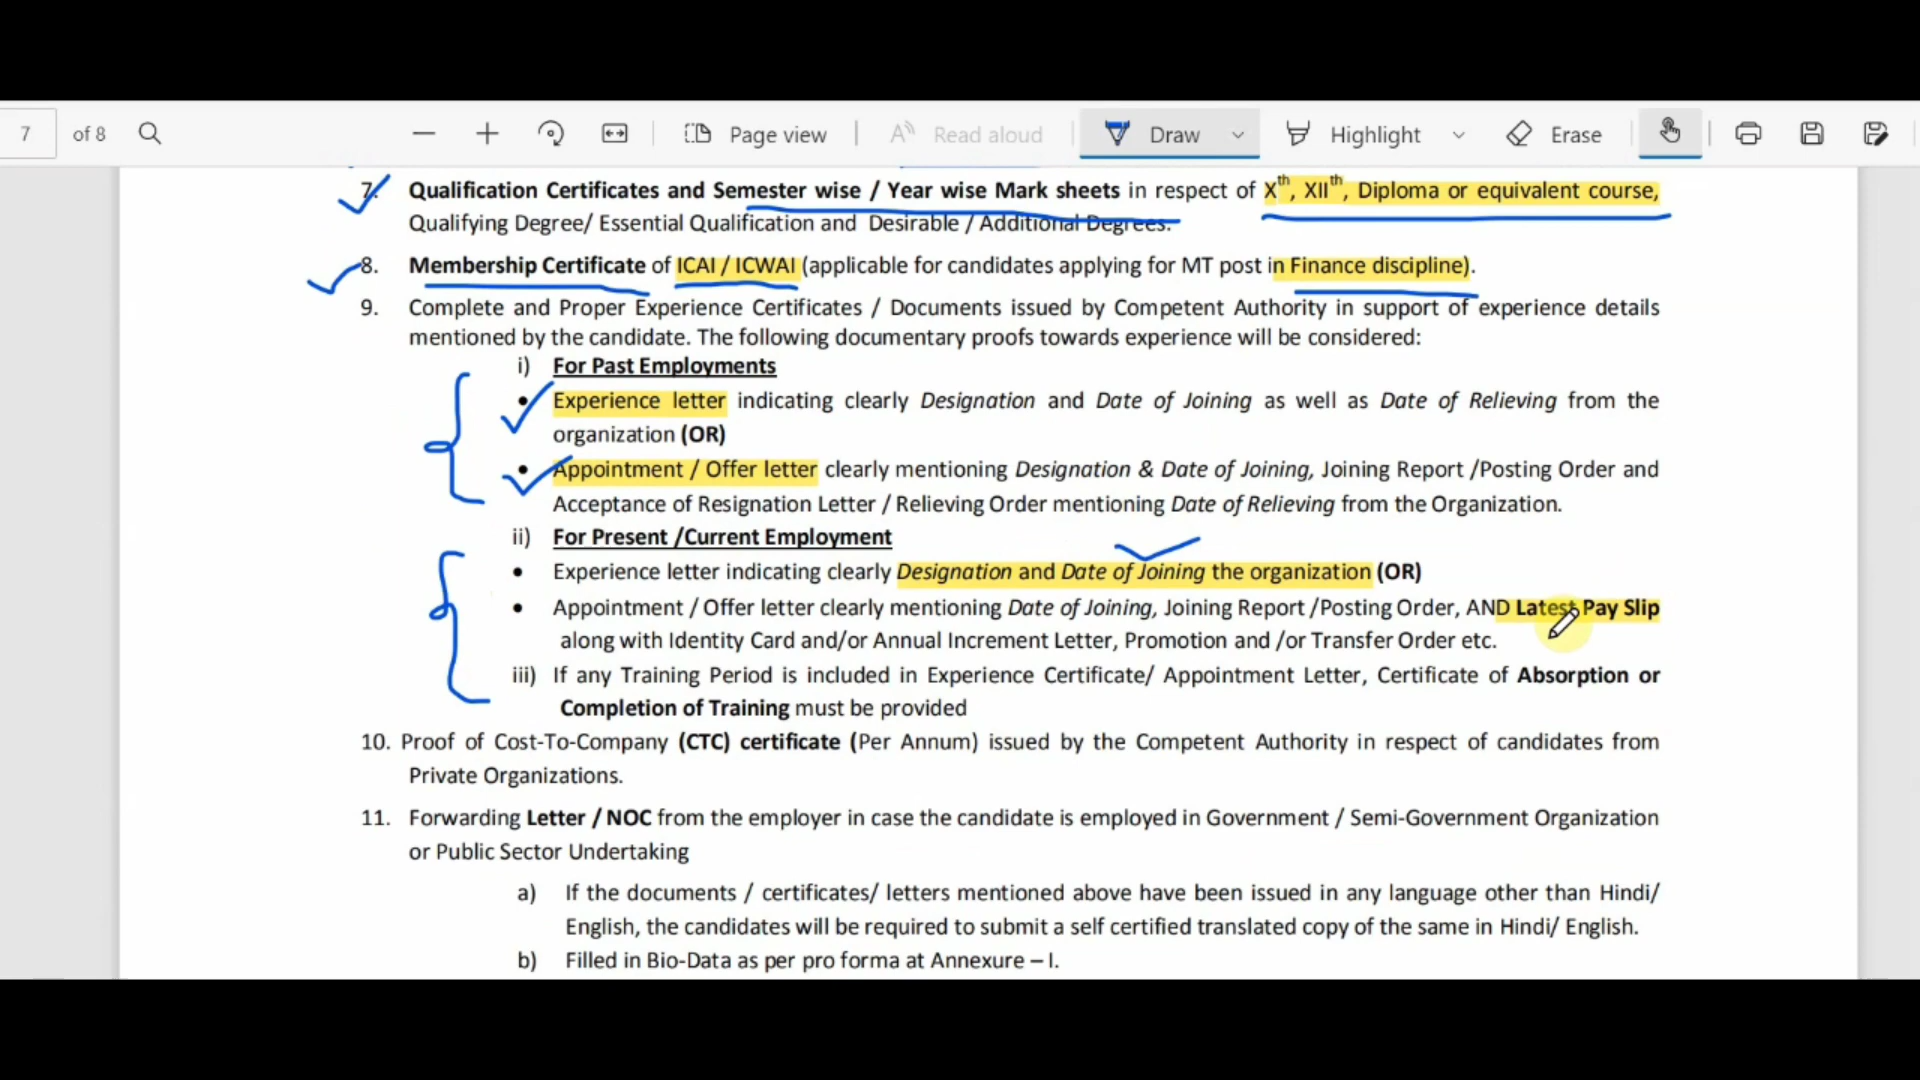 7 of 8 Page view Read aloud Draw Highlight Erase
7. Qualification Certificates and Semester wise / Year wise Mark sheets in respect of Xth, XIIth, Diploma or equivalent course,
Qualifying Degree/ Essential Qualification and Desirable / Additional Degrees.
8. Membership Certificate of ICAI / ICWAI (applicable for candidates applying for MT post in Finance discipline).
9. Complete and Proper Experience Certificates / Documents issued by Competent Authority in support of experience details
mentioned by the candidate. The following documentary proofs towards experience will be considered:
i) For Past Employments
• Experience letter indicating clearly Designation and Date of Joining as well as Date of Relieving from the
organization (OR)
• Appointment / Offer letter clearly mentioning Designation & Date of Joining, Joining Report /Posting Order and
Acceptance of Resignation Letter / Relieving Order mentioning Date of Relieving from the Organization.
ii) For Present /Current Employment
• Experience letter indicating clearly Designation and Date of Joining the organization (OR)
• Appointment / Offer letter clearly mentioning Date of Joining, Joining Report /Posting Order, AND Latest Pay Slip
along with Identity Card and/or Annual Increment Letter, Promotion and /or Transfer Order etc.
iii) If any Training Period is included in Experience Certificate/ Appointment Letter, Certificate of Absorption or
Completion of Training must be provided
10. Proof of Cost-To-Company (CTC) certificate (Per Annum) issued by the Competent Authority in respect of candidates from
Private Organizations.
11. Forwarding Letter / NOC from the employer in case the candidate is employed in Government / Semi-Government Organization
or Public Sector Undertaking
a) If the documents / certificates/ letters mentioned above have been issued in any language other than Hindi/
English, the candidates will be required to submit a self certified translated copy of the same in Hindi/ English.
b) Filled in Bio-Data as per pro forma at Annexure – I.